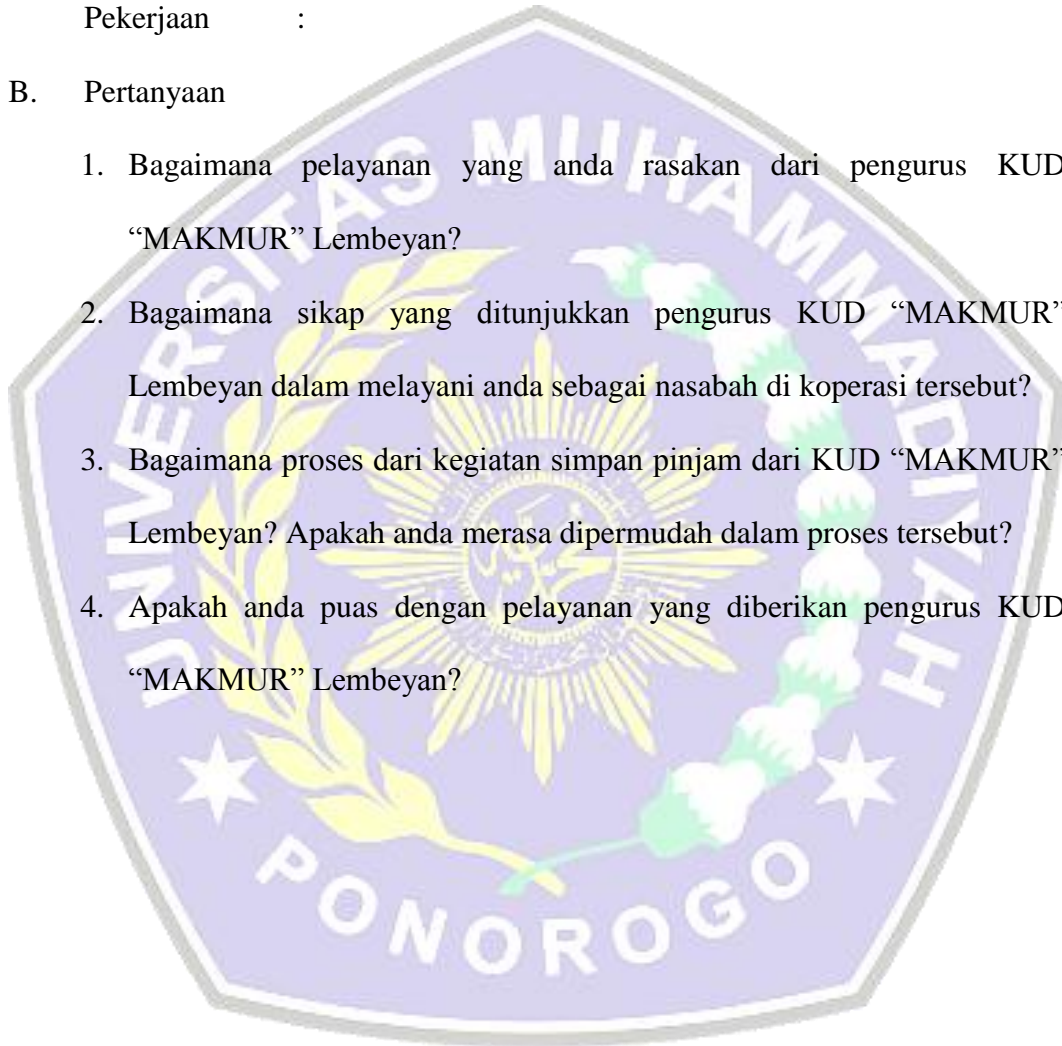 Pekerjaan :
B. Pertanyaan
1. Bagaimana pelayanan yang anda rasakan dari pengurus KUD
“MAKMUR” Lembeyan?
2. Bagaimana sikap yang ditunjukkan pengurus KUD “MAKMUR”
Lembeyan dalam melayani anda sebagai nasabah di koperasi tersebut?
3. Bagaimana proses dari kegiatan simpan pinjam dari KUD “MAKMUR”
Lembeyan? Apakah anda merasa dipermudah dalam proses tersebut?
4. Apakah anda puas dengan pelayanan yang diberikan pengurus KUD
“MAKMUR” Lembeyan?
UNIVERSITAS MUHAMMADIYAH
PONOROGO